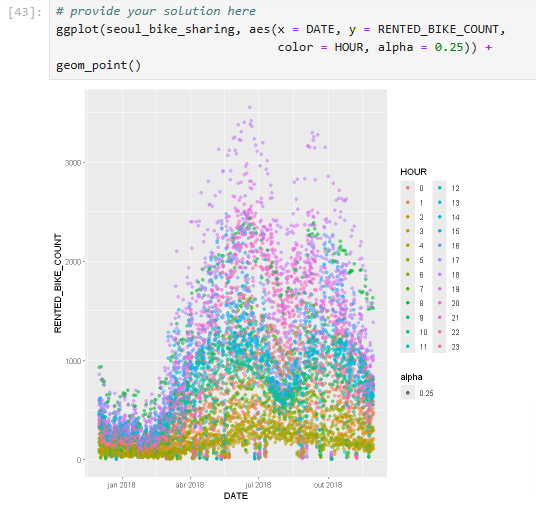 [43]:
# provide your solution here
ggplot(seoul_bike_sharing, aes(x = DATE, y = RENTED_BIKE_COUNT,
color = HOUR, alpha = 0.25)) +
geom_point()
3000
2000
1000
0
RENTED_BIKE_COUNT
jan 2018 abr 2018 jul 2018 out 2018
DATE
HOUR
0 12
1 13
2 14
3 15
4 16
5 17
6 18
7 19
8 20
9 21
10 22
11 23
alpha
0.25